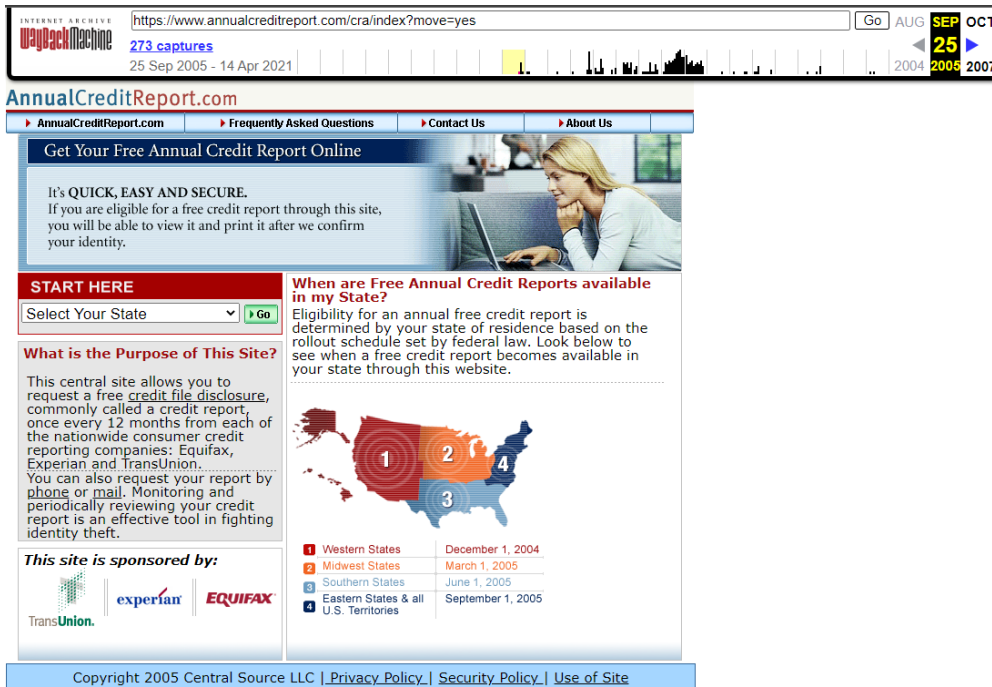 INTERNET ARCHIVE
WayBackMachine
https://www.annualcreditreport.com/cra/index?move=yes
Go
AUG SEP OCT
273 captures
25
25 Sep 2005 - 14 Apr 2021
2004 2005 2007
AnnualCreditReport.com
AnnualCreditReport.com Frequently Asked Questions Contact Us About Us
Get Your Free Annual Credit Report Online
It's QUICK, EASY AND SECURE.
If you are eligible for a free credit report through this site,
you will be able to view it and print it after we confirm
your identity.
START HERE
Select Your State Go
What is the Purpose of This Site?
This central site allows you to
request a free credit file disclosure,
commonly called a credit report,
once every 12 months from each of
the nationwide consumer credit
reporting companies: Equifax,
Experian and TransUnion.
You can also request your report by
phone or mail. Monitoring and
periodically reviewing your credit
report is an effective tool in fighting
identity theft.
This site is sponsored by:
TransUnion.
experian
EQUIFAX
When are Free Annual Credit Reports available
in my State?
Eligibility for an annual free credit report is
determined by your state of residence based on the
rollout schedule set by federal law. Look below to
see when a free credit report becomes available in
your state through this website.
1
2
3
4
1 Western States December 1, 2004
2 Midwest States March 1, 2005
3 Southern States June 1, 2005
4 Eastern States & all
U.S. Territories September 1, 2005
Copyright 2005 Central Source LLC | Privacy Policy | Security Policy | Use of Site